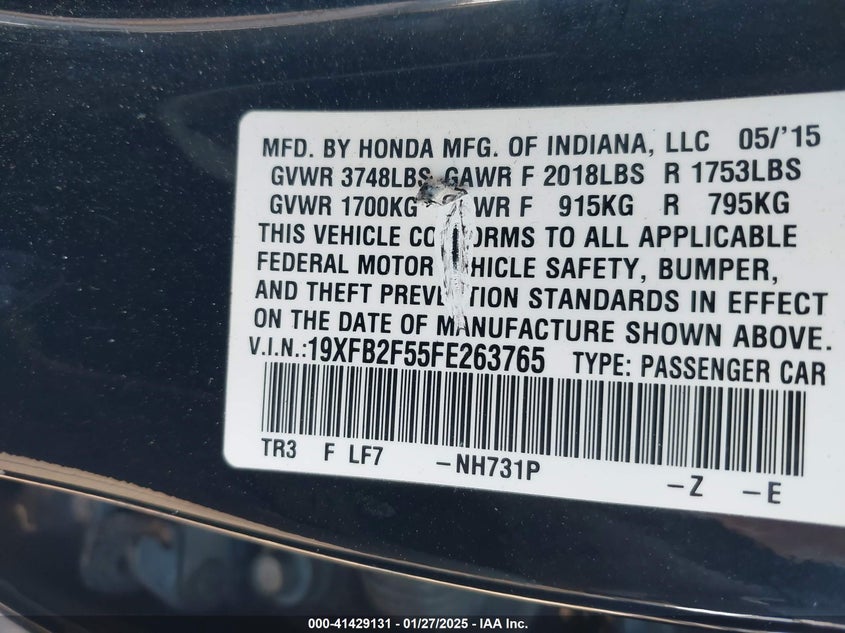 MFD. BY HONDA MFG. OF INDIANA, LLC 05/'15
GVWR 3748LBS GAWR F 2018LBS R 1753LBS
GVWR 1700KG WR F 915KG R 795KG
THIS VEHICLE CO ORMS TO ALL APPLICABLE
FEDERAL MOTOR HICLE SAFETY, BUMPER,
AND THEFT PREVE TION STANDARDS IN EFFECT
ON THE DATE OF MANUFACTURE SHOWN ABOVE.
V.I.N.:19XFB2F55FE263765 TYPE: PASSENGER CAR
TR3 F LF7 -NH731P -Z -E
000-41429131 - 01/27/2025 - IAA Inc.